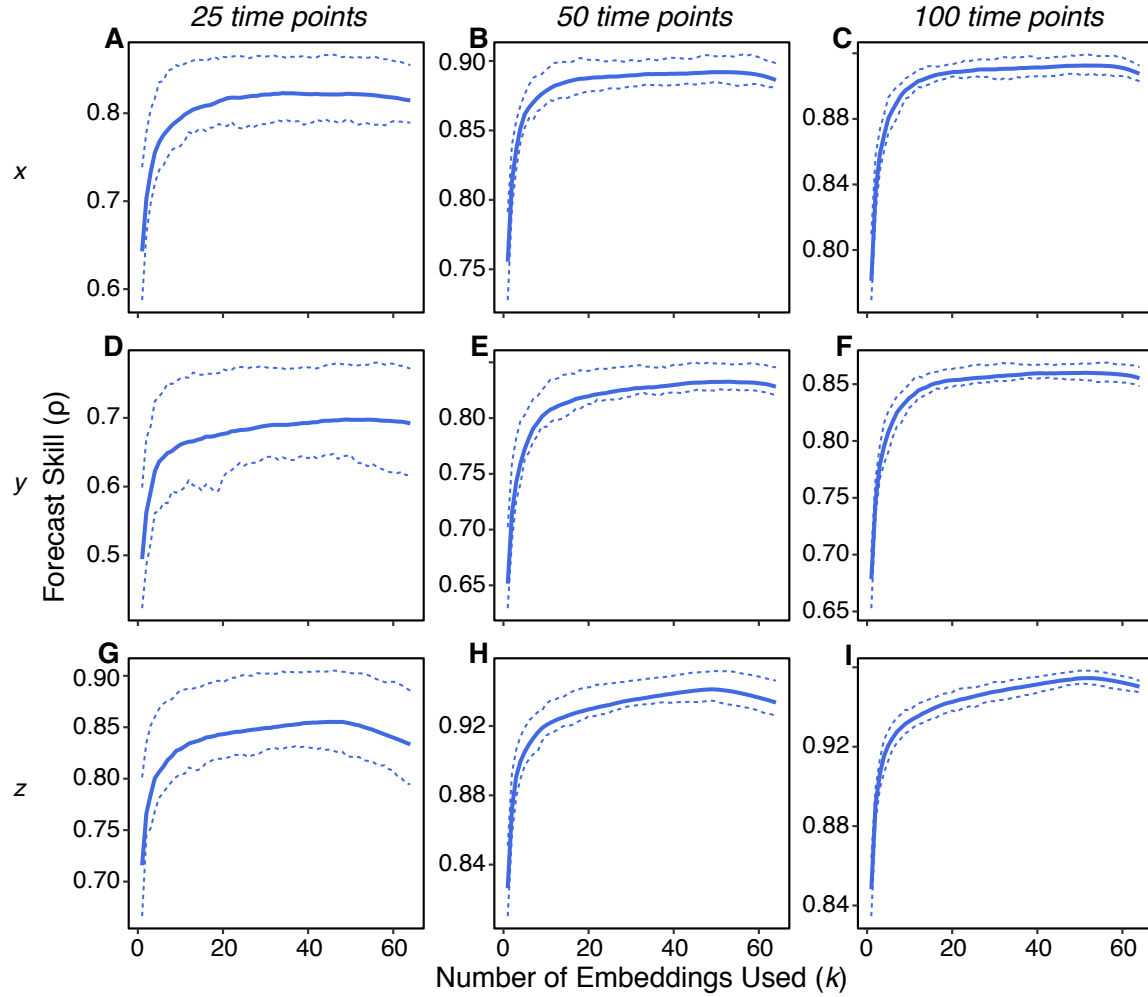 25 time points 50 time points 100 time points
A B C
0.8 0.7 0.6
0.90 0.85 0.80 0.75
0.88 0.84 0.80
x
D E F
0.7 0.6 0.5
0.80 0.75 0.70 0.65
0.85 0.80 0.75 0.70 0.65
y
Forecast Skill (ρ)
G H I
0.90 0.85 0.80 0.75 0.70
0.92 0.88 0.84
0.92 0.88 0.84
z
0 20 40 60 0 20 40 60 0 20 40 60
Number of Embeddings Used (k)